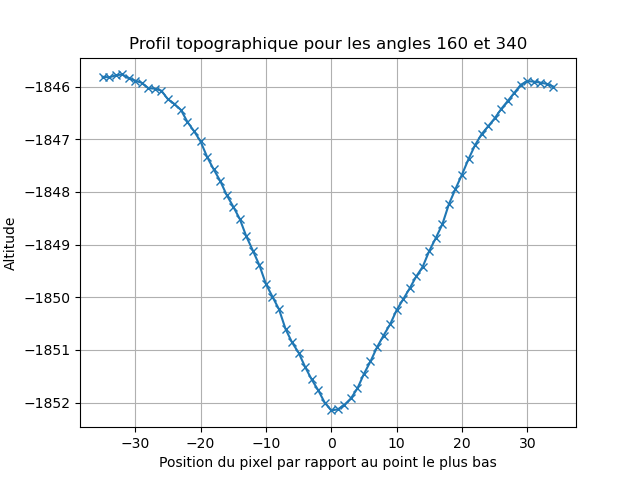 Profil topographique pour les angles 160 et 340
Altitude
−1846
−1847
−1848
−1849
−1850
−1851
−1852
−30 −20 −10 0 10 20 30
Position du pixel par rapport au point le plus bas